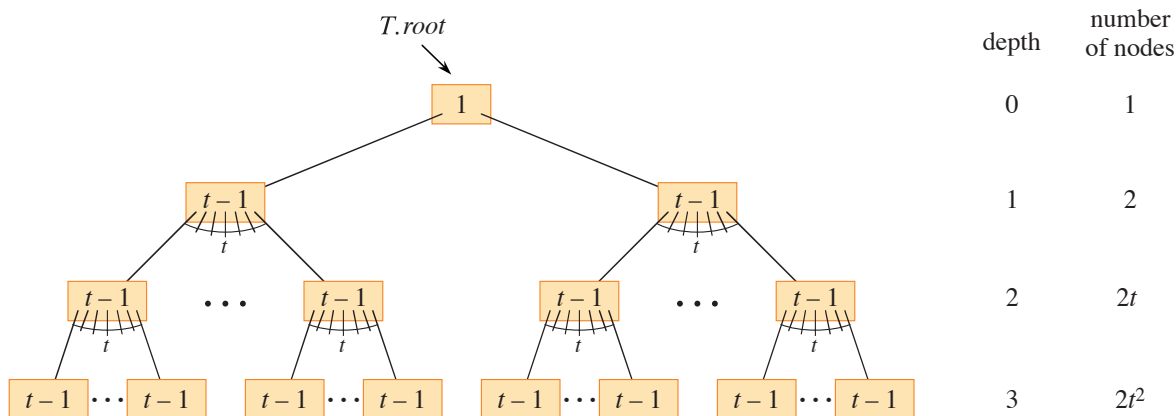 T.root
depth number of nodes
1 0 1
t – 1 t – 1 1 2
t t
t – 1 ... t – 1 t – 1 ... t – 1 2 2t
t t t t
t – 1 ... t – 1 t – 1 ... t – 1 t – 1 ... t – 1 t – 1 ... t – 1 3 2t²